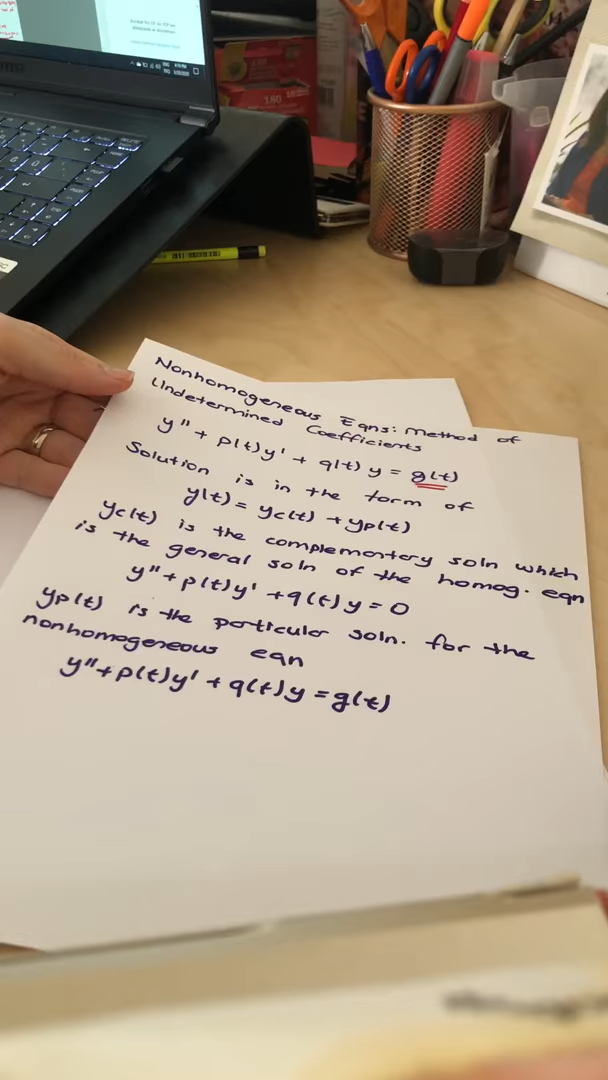 Nonhomogeneous Eqns: Method of
Undetermined Coefficients
y'' + p(t)y' + q(t) y = g(t)
Solution is in the form of
y(t) = yc(t) + yp(t)
yc(t) is the complementary soln which
is the general soln of the homog. eqn
y'' + p(t)y' + q(t)y = 0
yp(t) is the particular soln. for the
nonhomogeneous eqn
y'' + p(t)y' + q(t)y = g(t)